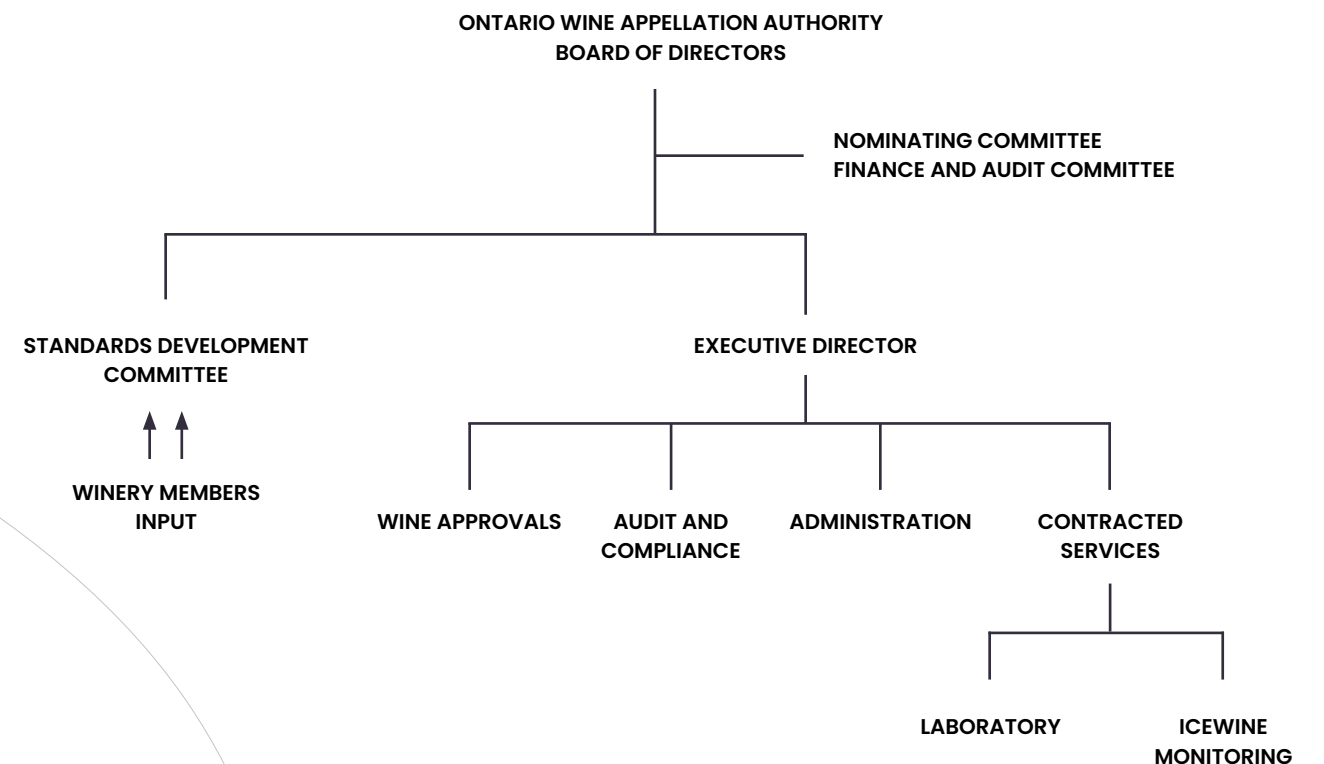 ONTARIO WINE APPELLATION AUTHORITY
BOARD OF DIRECTORS
NOMINATING COMMITTEE
FINANCE AND AUDIT COMMITTEE
STANDARDS DEVELOPMENT
COMMITTEE
EXECUTIVE DIRECTOR
WINERY MEMBERS
INPUT
WINE APPROVALS
AUDIT AND
COMPLIANCE
ADMINISTRATION
CONTRACTED
SERVICES
LABORATORY
ICEWINE
MONITORING